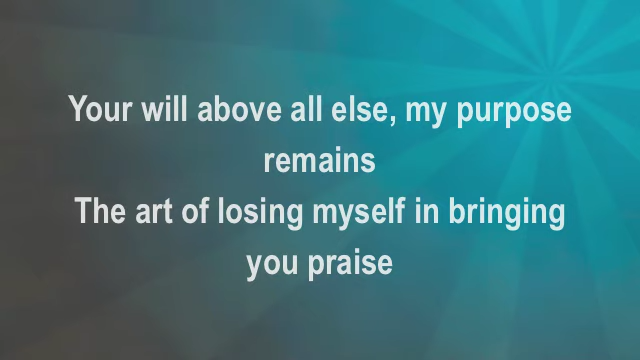 Your will above all else, my purpose
remains
The art of losing myself in bringing
you praise